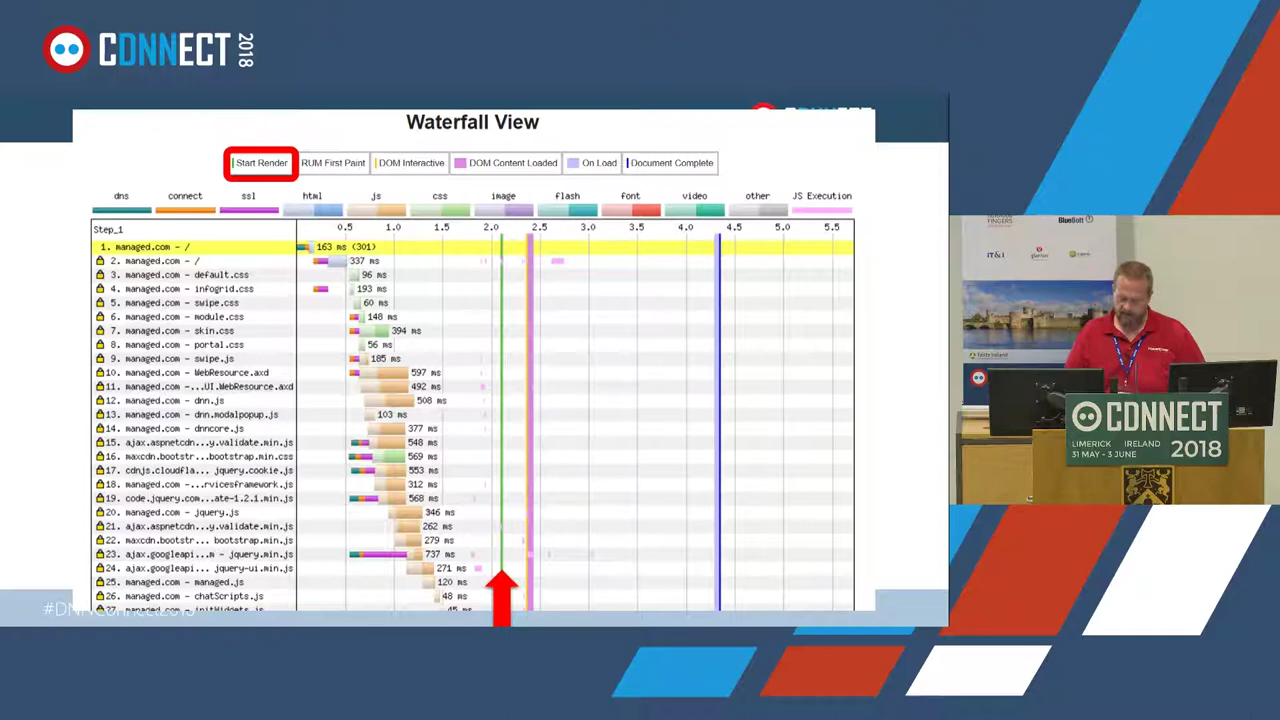 CDNNECT 2018
Waterfall View
Start Render
RUM First Paint
DOM Interactive
DOM Content Loaded
On Load
Document Complete
dns connect ssl html js css image flash font video other JS Execution
Step_1 0.5 1.0 1.5 2.0 2.5 3.0 3.5 4.0 4.5 5.0 5.5
1. managed.com - / 163 ms (301)
2. managed.com - / 337 ms
3. managed.com - default.css 96 ms
4. managed.com - infogrid.css 193 ms
5. managed.com - swipe.css 60 ms
6. managed.com - module.css 148 ms
7. managed.com - skin.css 394 ms
8. managed.com - portal.css 56 ms
9. managed.com - swipe.js 185 ms
10. managed.com - WebResource.axd 597 ms
11. managed.com -...UI.WebResource.axd 492 ms
12. managed.com - dnn.js 508 ms
13. managed.com - dnn.modalpopup.js 103 ms
14. managed.com - dnncore.js 377 ms
15. ajax.aspnetcdn...y.validate.min.js 548 ms
16. maxcdn.bootstr...bootstrap.min.css 569 ms
17. cdnjs.cloudfla...jquery.cookie.js 553 ms
18. managed.com -...rvicesframework.js 312 ms
19. code.jquery.com...ate-1.2.1.min.js 568 ms
20. managed.com - jquery.js 346 ms
21. ajax.aspnetcdn...y.validate.min.js 262 ms
22. maxcdn.bootstr... bootstrap.min.js 279 ms
23. ajax.googleapi...m - jquery.min.js 737 ms
24. ajax.googleapi...jquery-ui.min.js 271 ms
25. managed.com - managed.js 120 ms
26. managed.com - chatScripts.js 48 ms
27. managed.com - initWidgets.js 45 ms
BlueBolt
IT&I
CDNNECT
LIMERICK IRELAND
31 MAY - 3 JUNE 2018